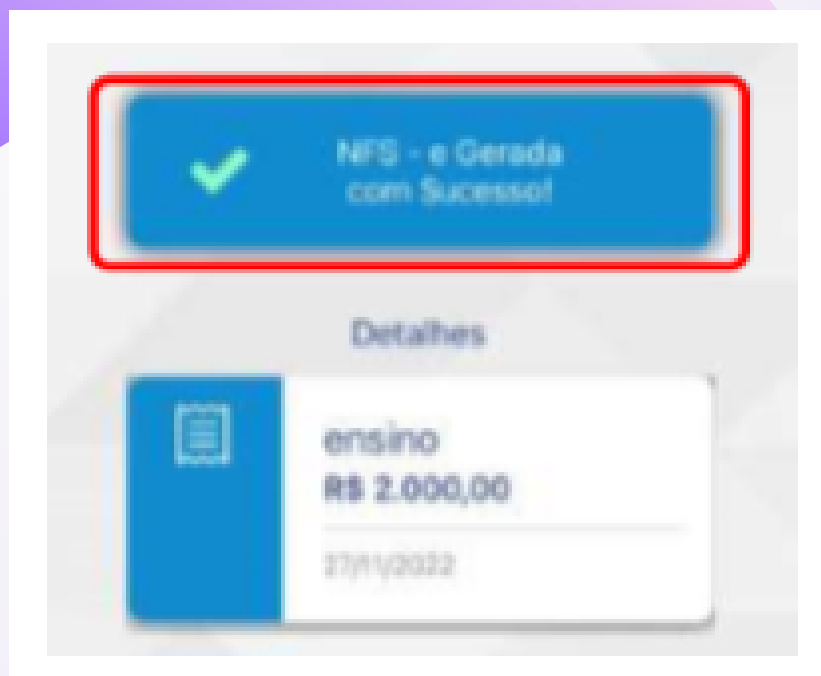 NFS - e Gerada
com Sucesso!
Detalhes
ensino
R$ 2.000,00
27/11/2022